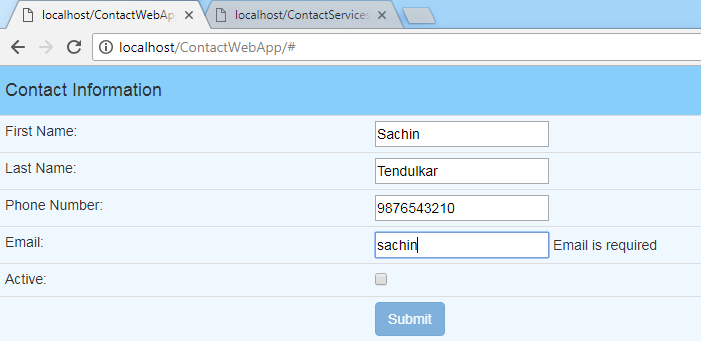 localhost/ContactWebAp
localhost/ContactServices
localhost/ContactWebApp/#
Contact Information
First Name:
Sachin
Last Name:
Tendulkar
Phone Number:
9876543210
Email:
sachin
Email is required
Active:
Submit